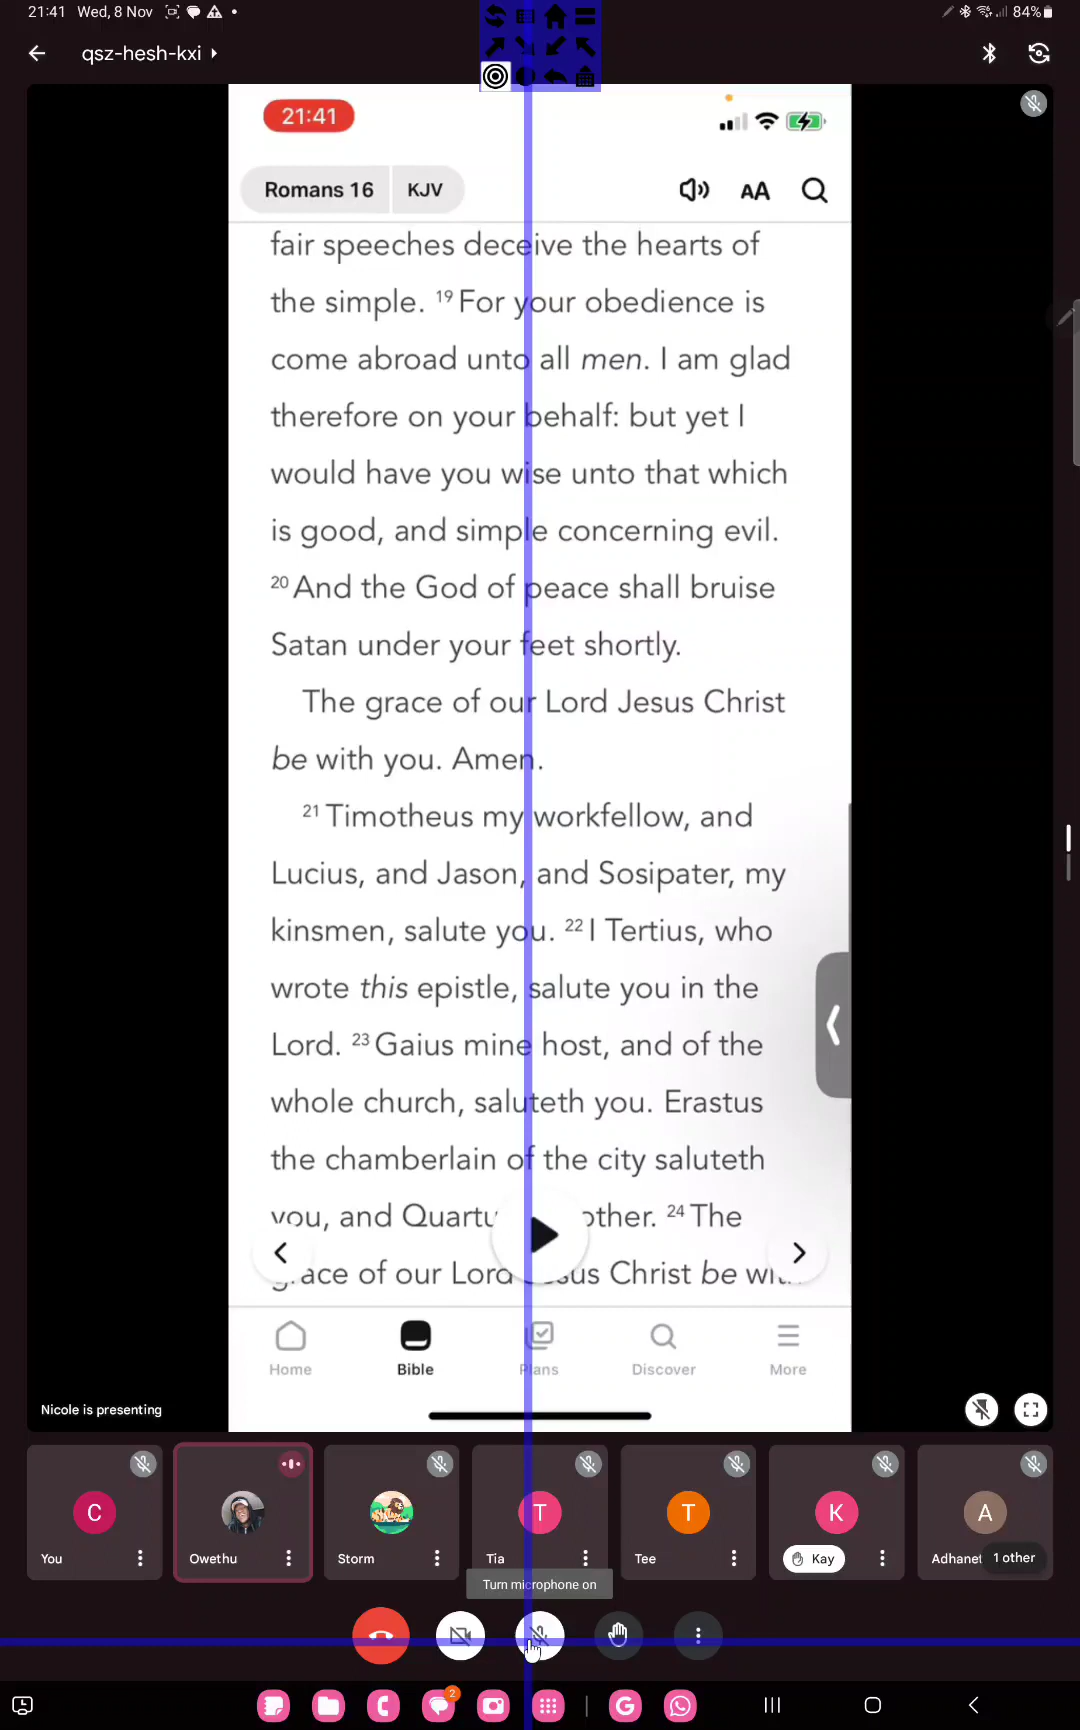 21:41 Wed, 8 Nov
84%
qsz-hesh-kxi
21:41
Romans 16 KJV
AA
fair speeches deceive the hearts of
the simple. 19 For your obedience is
come abroad unto all men. I am glad
therefore on your behalf: but yet I
would have you wise unto that which
is good, and simple concerning evil.
20 And the God of peace shall bruise
Satan under your feet shortly.
The grace of our Lord Jesus Christ
be with you. Amen.
21 Timotheus my workfellow, and
Lucius, and Jason, and Sosipater, my
kinsmen, salute you. 22 I Tertius, who
wrote this epistle, salute you in the
Lord. 23 Gaius mine host, and of the
whole church, saluteth you. Erastus
the chamberlain of the city saluteth
you, and Quartu other. 24 The
grace of our Lord Christ be with
Home Bible Plans Discover More
Nicole is presenting
C T T K A
You Owethu Storm Tia Tee Kay Adhanet 1 other
Turn microphone on
2
G